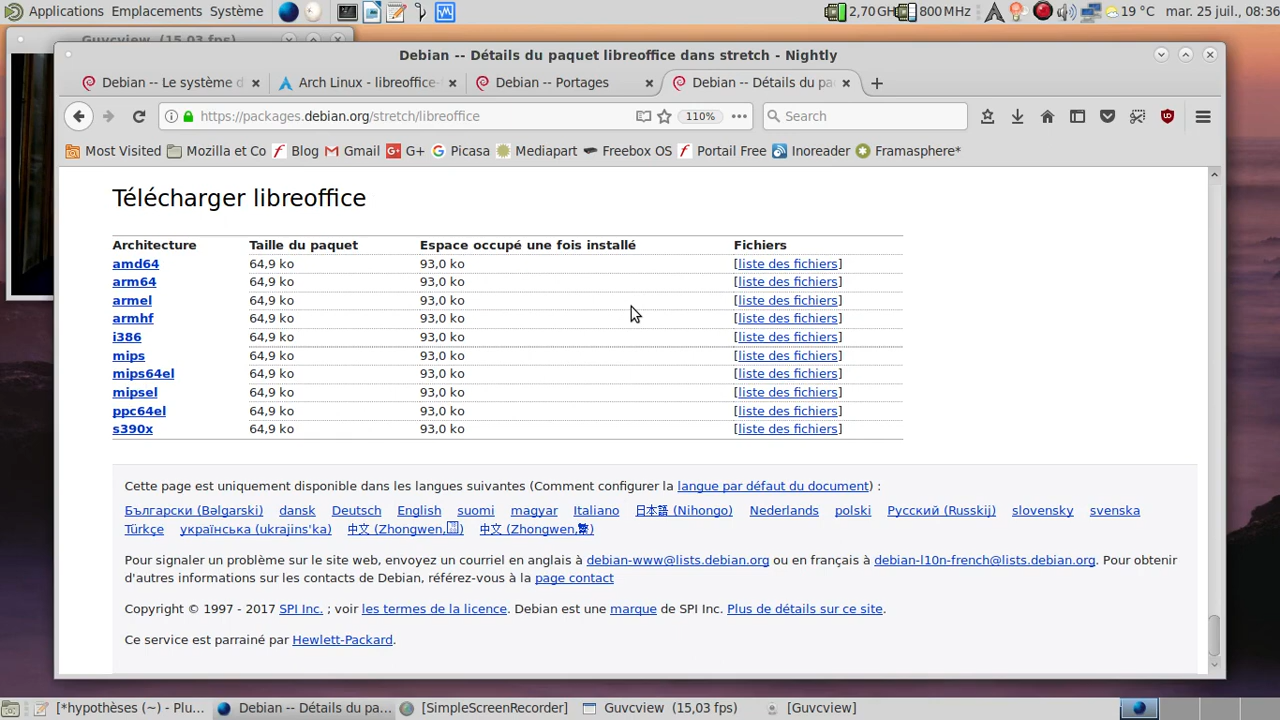 Applications Emplacements Système 2,70 GH 800 MHz 19 °C mar. 25 juil., 08:36
Guvcview (15,03 fps)
Debian -- Détails du paquet libreoffice dans stretch - Nightly
Debian -- Le système d Arch Linux - libreoffice- Debian -- Portages Debian -- Détails du pa
https://packages.debian.org/stretch/libreoffice 110% Search
Most Visited Mozilla et Co Blog Gmail G+ Picasa Mediapart Freebox OS Portail Free Inoreader Framasphere*
Télécharger libreoffice
Architecture Taille du paquet Espace occupé une fois installé Fichiers
amd64 64,9 ko 93,0 ko [liste des fichiers]
arm64 64,9 ko 93,0 ko [liste des fichiers]
armel 64,9 ko 93,0 ko [liste des fichiers]
armhf 64,9 ko 93,0 ko [liste des fichiers]
i386 64,9 ko 93,0 ko [liste des fichiers]
mips 64,9 ko 93,0 ko [liste des fichiers]
mips64el 64,9 ko 93,0 ko [liste des fichiers]
mipsel 64,9 ko 93,0 ko [liste des fichiers]
ppc64el 64,9 ko 93,0 ko [liste des fichiers]
s390x 64,9 ko 93,0 ko [liste des fichiers]
Cette page est uniquement disponible dans les langues suivantes (Comment configurer la langue par défaut du document) :
Български (Bəlgarski) dansk Deutsch English suomi magyar Italiano 日本語 (Nihongo) Nederlands polski Русский (Russkij) slovensky svenska
Türkçe українська (ukrajins'ka) 中文 (Zhongwen,) 中文 (Zhongwen,繁)
Pour signaler un problème sur le site web, envoyez un courriel en anglais à debian-www@lists.debian.org ou en français à debian-l10n-french@lists.debian.org. Pour obtenir
d'autres informations sur les contacts de Debian, référez-vous à la page contact
Copyright © 1997 - 2017 SPI Inc. ; voir les termes de la licence. Debian est une marque de SPI Inc. Plus de détails sur ce site.
Ce service est parrainé par Hewlett-Packard.
[*hypothèses (~) - Plu... Debian -- Détails du pa... [SimpleScreenRecorder] Guvcview (15,03 fps) [Guvcview]